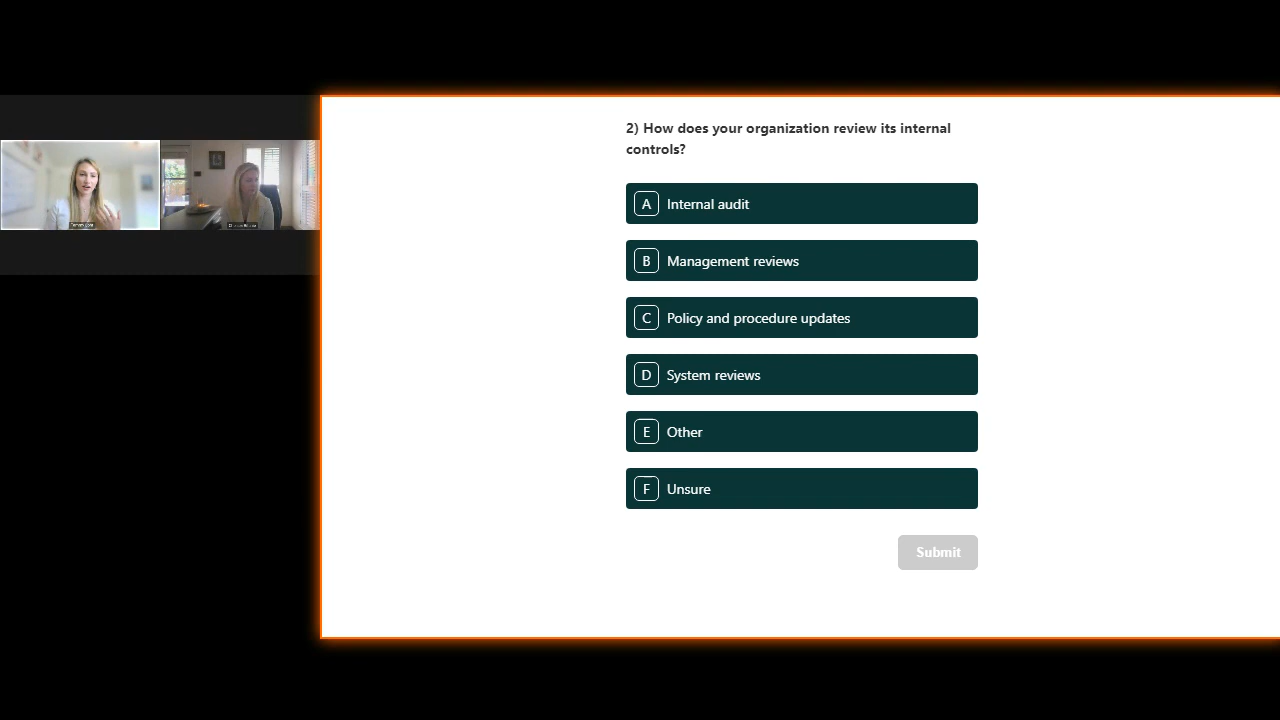 2) How does your organization review its internal
controls?
A Internal audit
B Management reviews
C Policy and procedure updates
D System reviews
E Other
F Unsure
Submit